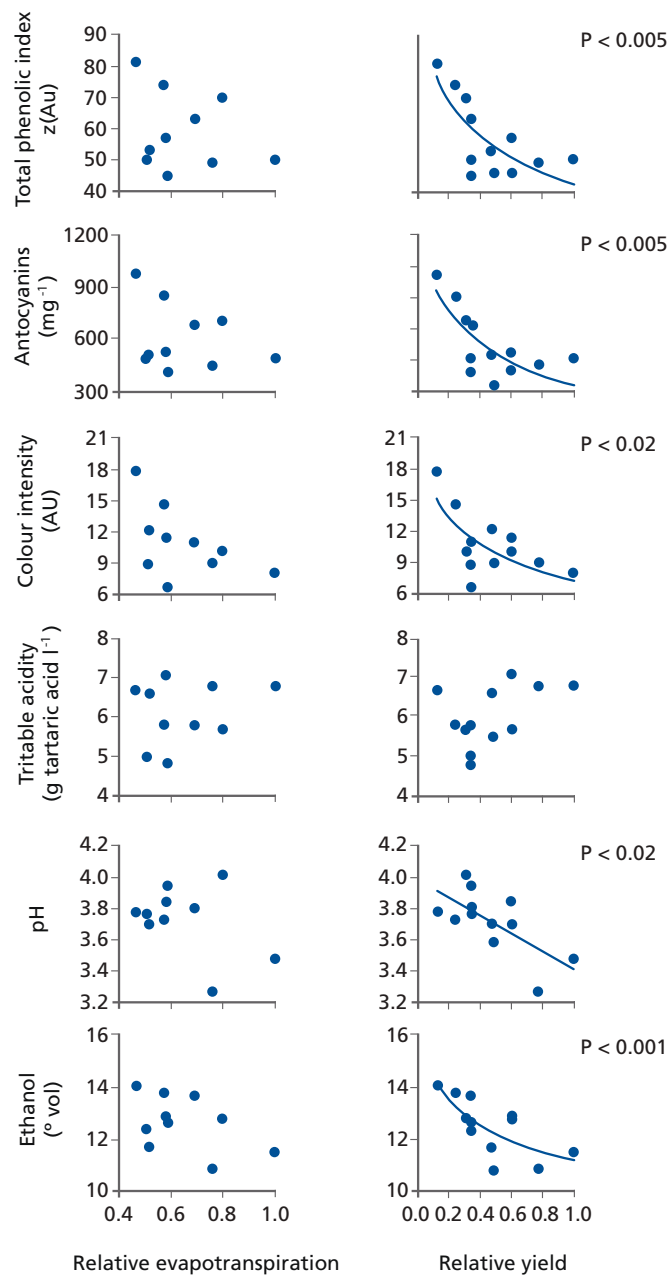 Total phenolic index
z(Au)
90
80
70
60
50
40
P < 0.005
Antocyanins
(mg⁻¹)
1200
900
600
300
P < 0.005
Colour intensity
(AU)
21
18
15
12
9
6
21
18
15
12
9
6
P < 0.02
Tritable acidity
(g tartaric acid l⁻¹)
8
7
6
5
4
8
7
6
5
4
pH
4.2
4.0
3.8
3.6
3.4
3.2
4.2
4.0
3.8
3.6
3.4
3.2
P < 0.02
Ethanol
(° vol)
16
14
12
10
16
14
12
10
P < 0.001
0.4 0.6 0.8 1.0
0.0 0.2 0.4 0.6 0.8 1.0
Relative evapotranspiration
Relative yield